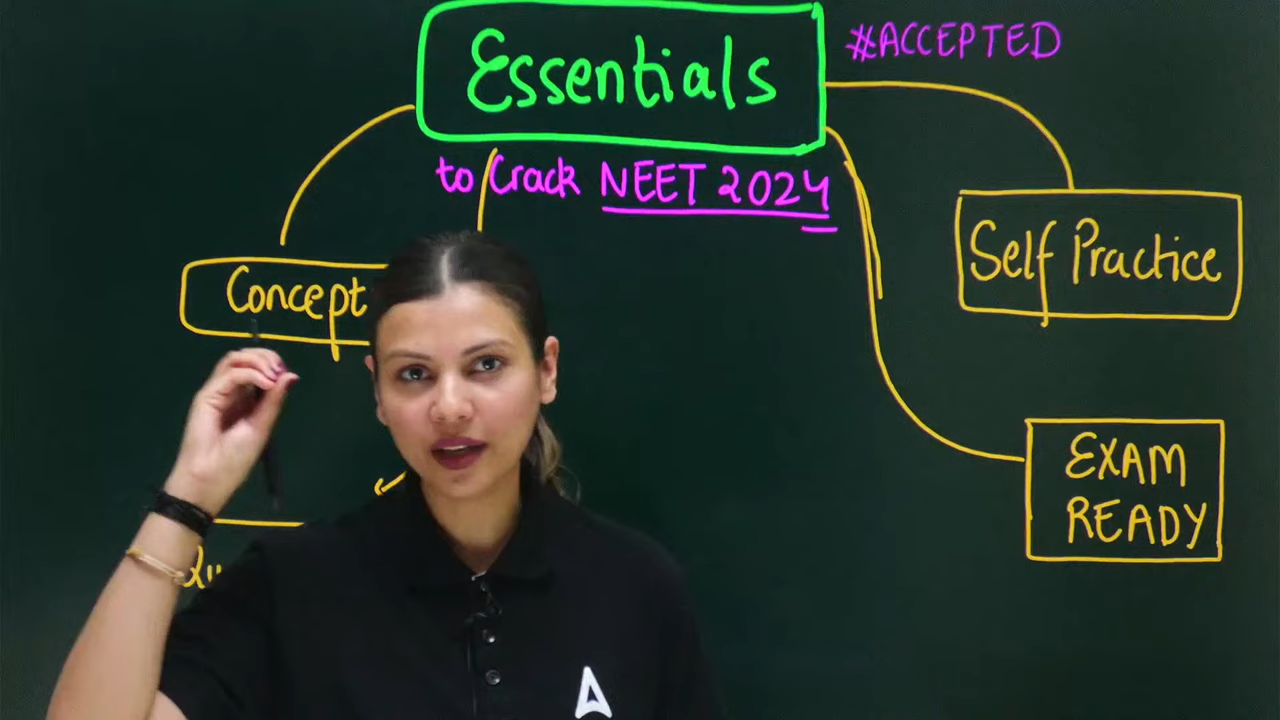 Essentials
#ACCEPTED
to Crack NEET 2024
Self Practice
Concept
EXAM
READY